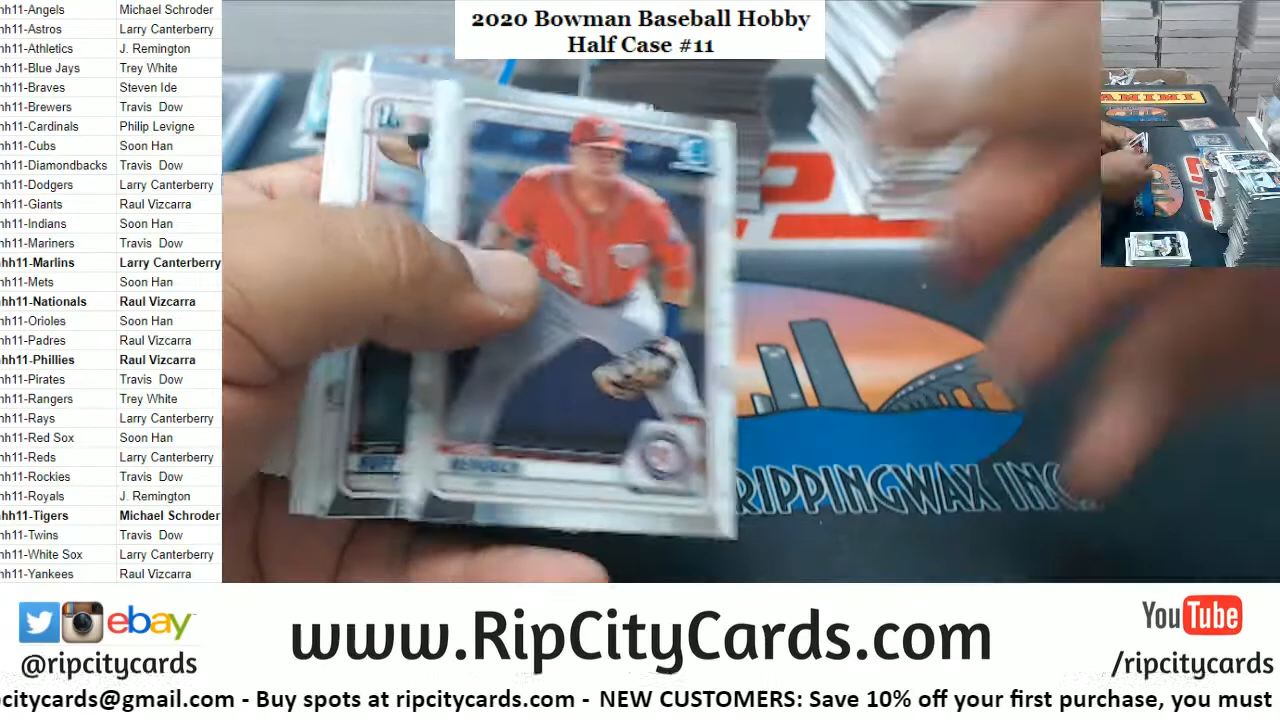 2020 Bowman Baseball Hobby
Half Case #11
hh11-Angels Michael Schroder
hh11-Astros Larry Canterberry
hh11-Athletics J. Remington
hh11-Blue Jays Trey White
hh11-Braves Steven Ide
hh11-Brewers Travis Dow
hh11-Cardinals Philip Levigne
hh11-Cubs Soon Han
hh11-Diamondbacks Travis Dow
hh11-Dodgers Larry Canterberry
hh11-Giants Raul Vizcarra
hh11-Indians Soon Han
hh11-Mariners Travis Dow
hh11-Marlins Larry Canterberry
hh11-Mets Soon Han
hh11-Nationals Raul Vizcarra
hh11-Orioles Soon Han
hh11-Padres Raul Vizcarra
hh11-Phillies Raul Vizcarra
hh11-Pirates Travis Dow
hh11-Rangers Trey White
hh11-Rays Larry Canterberry
hh11-Red Sox Soon Han
hh11-Reds Larry Canterberry
hh11-Rockies Travis Dow
hh11-Royals J. Remington
hh11-Tigers Michael Schroder
hh11-Twins Travis Dow
hh11-White Sox Larry Canterberry
hh11-Yankees Raul Vizcarra
PANINI
RIPPINGWAX INC.
ebay
@ripcitycards
www.RipCityCards.com
YouTube
/ripcitycards
pcitycards@gmail.com - Buy spots at ripcitycards.com - NEW CUSTOMERS: Save 10% off your first purchase, you must